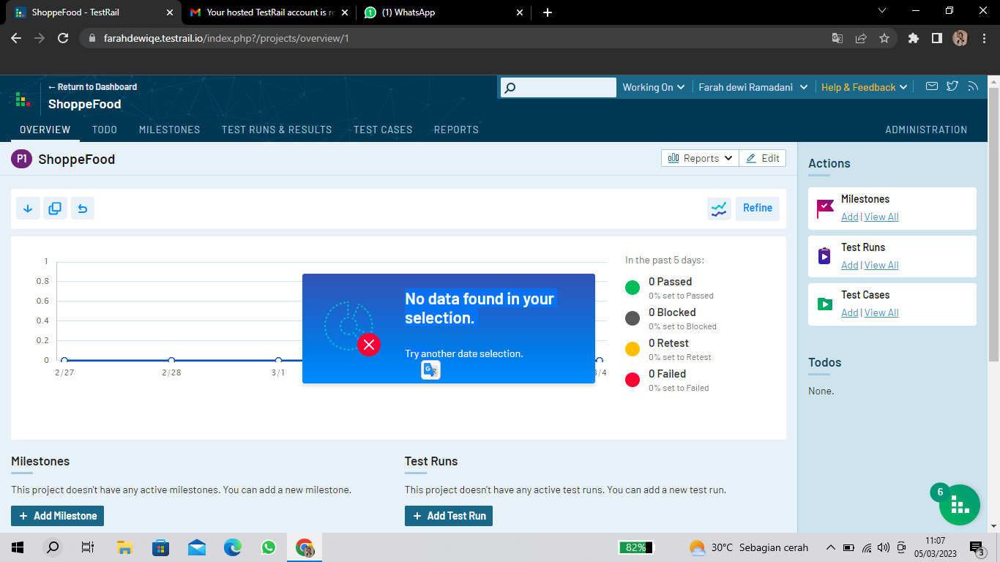 ShoppeFood - TestRail
Your hosted TestRail account is re
(1) WhatsApp
farahdewiqe.testrail.io/index.php?/projects/overview/1
← Return to Dashboard
ShoppeFood
Working On
Farah dewi Ramadani
Help & Feedback
OVERVIEW
TODO
MILESTONES
TEST RUNS & RESULTS
TEST CASES
REPORTS
ADMINISTRATION
P1
ShoppeFood
Reports
Edit
Refine
1
0.8
0.6
0.4
0.2
0
2/27
2/28
3/1
3/4
No data found in your
selection.
Try another date selection.
In the past 5 days:
0 Passed
0% set to Passed
0 Blocked
0% set to Blocked
0 Retest
0% set to Retest
0 Failed
0% set to Failed
Actions
Milestones
Add | View All
Test Runs
Add | View All
Test Cases
Add | View All
Todos
None.
Milestones
This project doesn't have any active milestones. You can add a new milestone.
+ Add Milestone
Test Runs
This project doesn't have any active test runs. You can add a new test run.
+ Add Test Run
6
82%
30°C Sebagian cerah
11:07
05/03/2023
3